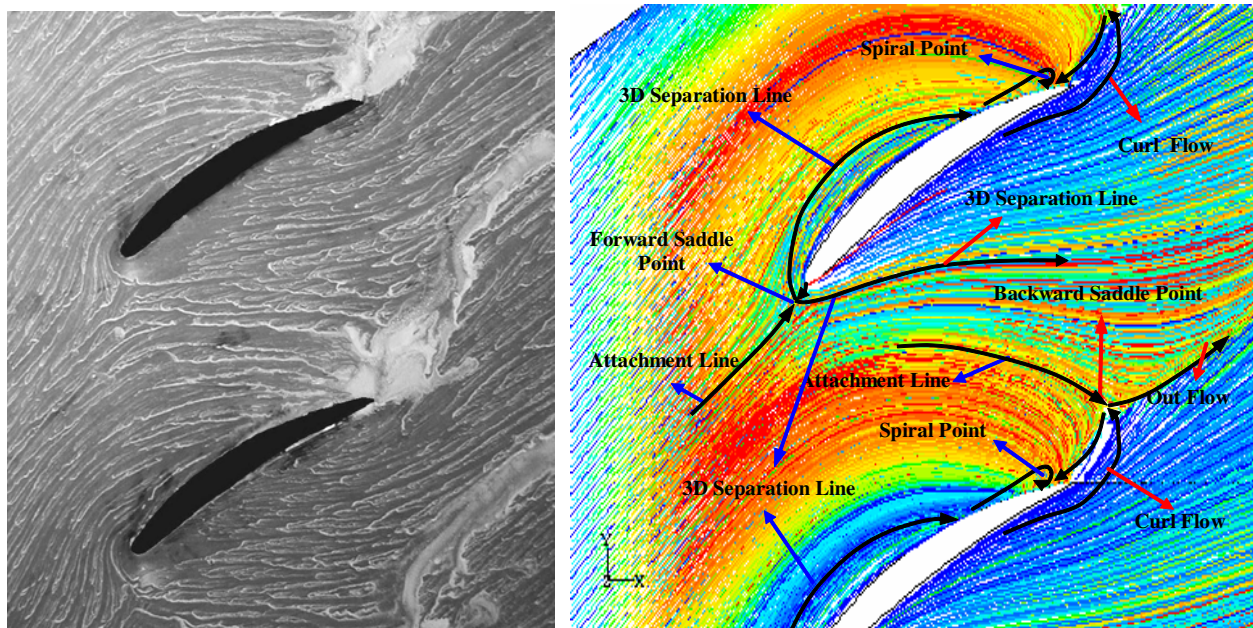 Spiral Point
3D Separation Line
Curl Flow
3D Separation Line
Forward Saddle
Point
Backward Saddle Point
Attachment Line
Attachment Line
Out Flow
Spiral Point
3D Separation Line
Curl Flow
Y
Z X